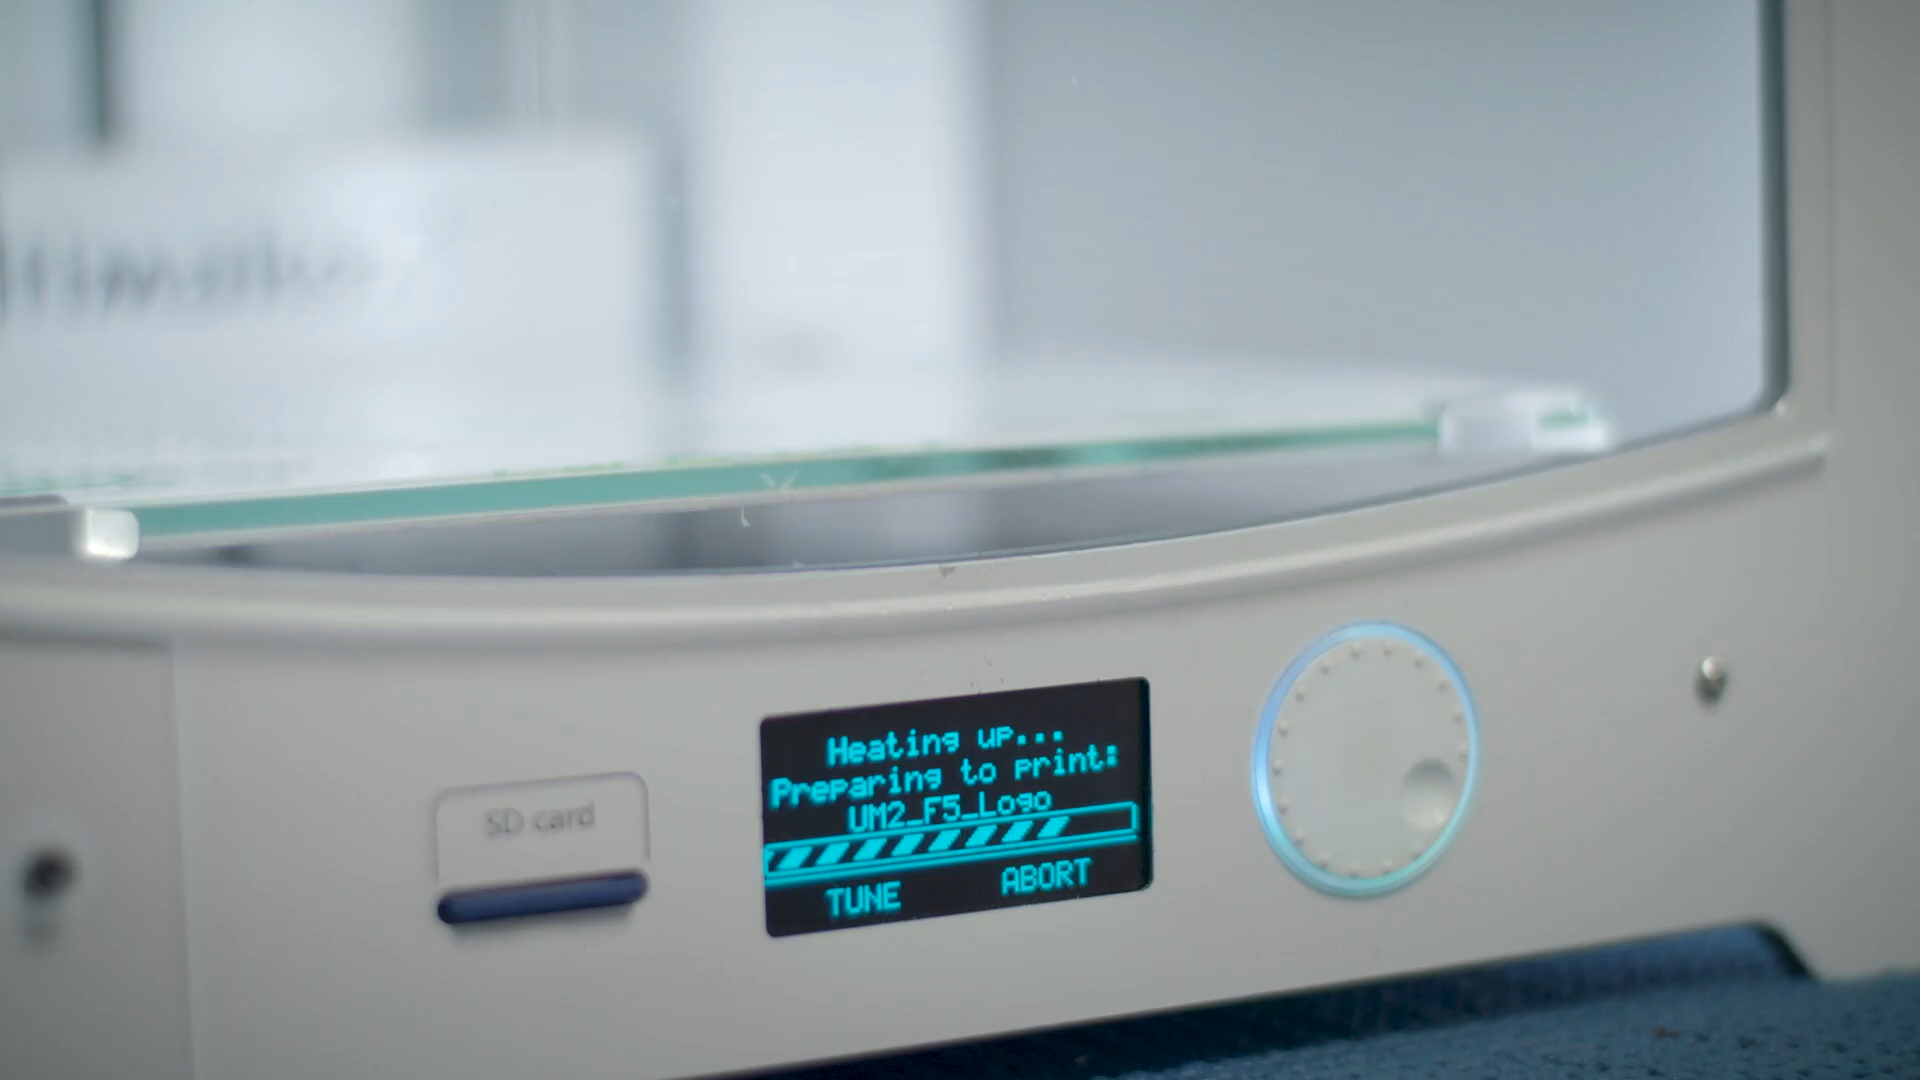 Heating up...
Preparing to print:
UM2_F5_Logo
TUNE ABORT
SD card